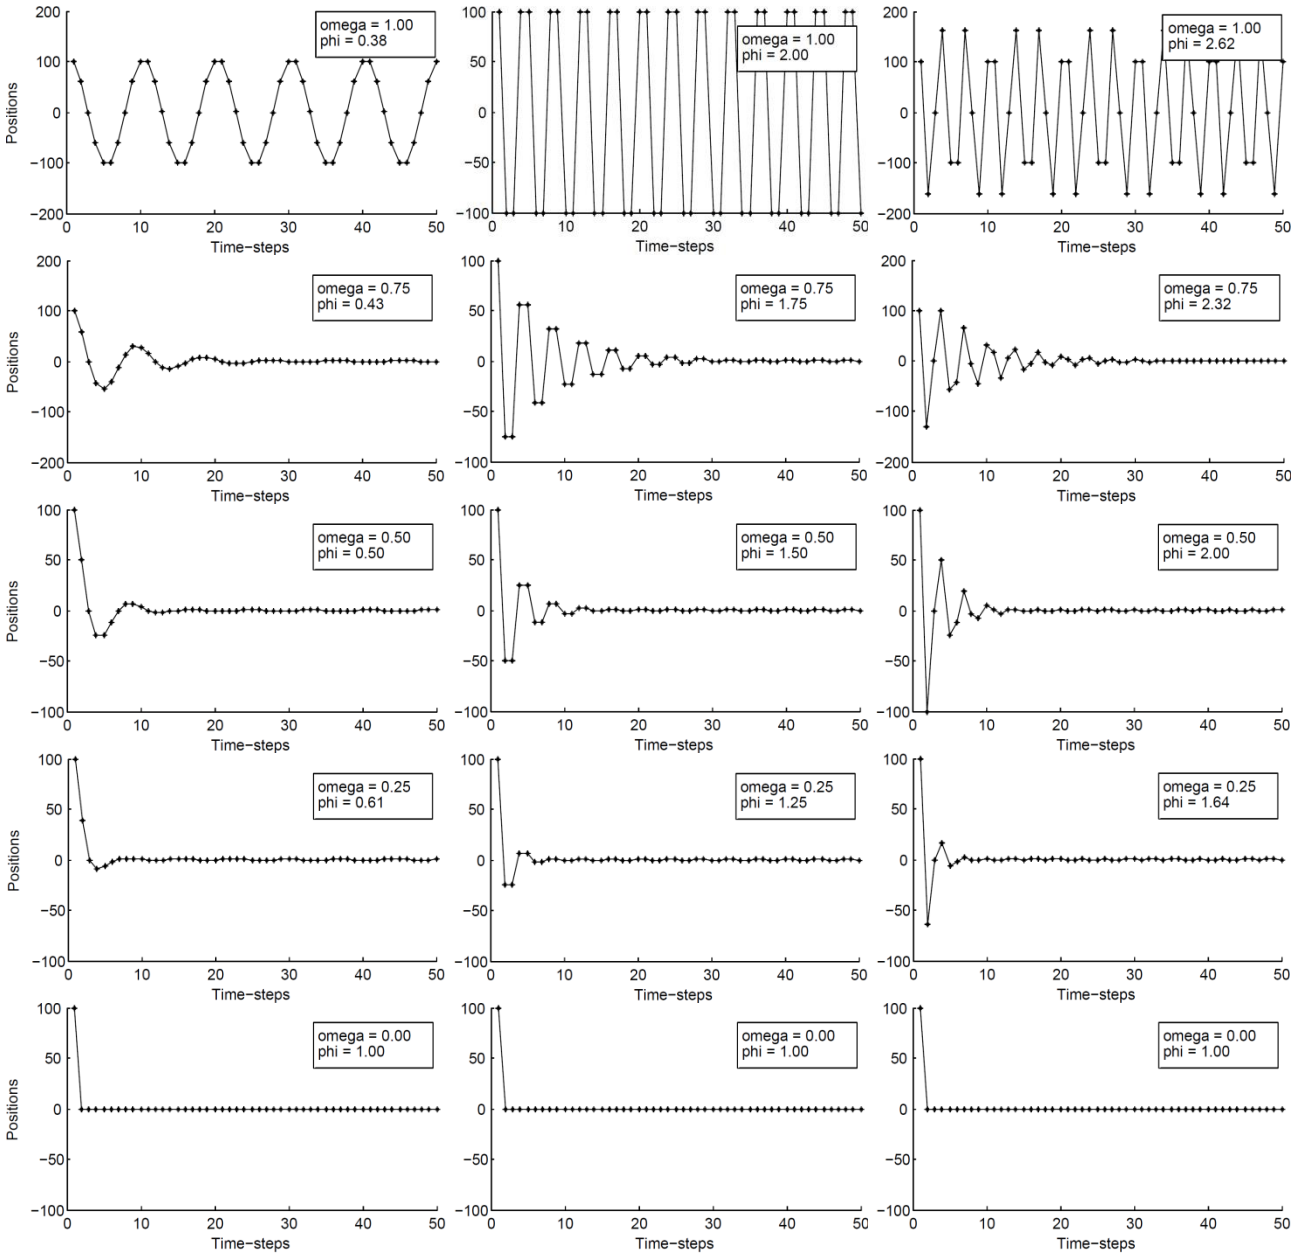 200
100
0
−100
−200
Positions
0 10 20 30 40 50
Time−steps
omega = 1.00
phi = 0.38
100
50
0
−50
−100
0 10 20 30 40 50
Time−steps
omega = 1.00
phi = 2.00
200
100
0
−100
−200
0 10 20 30 40 50
Time−steps
omega = 1.00
phi = 2.62
200
100
0
−100
−200
Positions
0 10 20 30 40 50
Time−steps
omega = 0.75
phi = 0.43
100
50
0
−50
−100
0 10 20 30 40 50
Time−steps
omega = 0.75
phi = 1.75
200
100
0
−100
−200
0 10 20 30 40 50
Time−steps
omega = 0.75
phi = 2.32
100
50
0
−50
−100
Positions
0 10 20 30 40 50
Time−steps
omega = 0.50
phi = 0.50
100
50
0
−50
−100
0 10 20 30 40 50
Time−steps
omega = 0.50
phi = 1.50
100
50
0
−50
−100
0 10 20 30 40 50
Time−steps
omega = 0.50
phi = 2.00
100
50
0
−50
−100
Positions
0 10 20 30 40 50
Time−steps
omega = 0.25
phi = 0.61
100
50
0
−50
−100
0 10 20 30 40 50
Time−steps
omega = 0.25
phi = 1.25
100
50
0
−50
−100
0 10 20 30 40 50
Time−steps
omega = 0.25
phi = 1.64
100
50
0
−50
−100
Positions
0 10 20 30 40 50
Time−steps
omega = 0.00
phi = 1.00
100
50
0
−50
−100
0 10 20 30 40 50
Time−steps
omega = 0.00
phi = 1.00
100
50
0
−50
−100
0 10 20 30 40 50
Time−steps
omega = 0.00
phi = 1.00